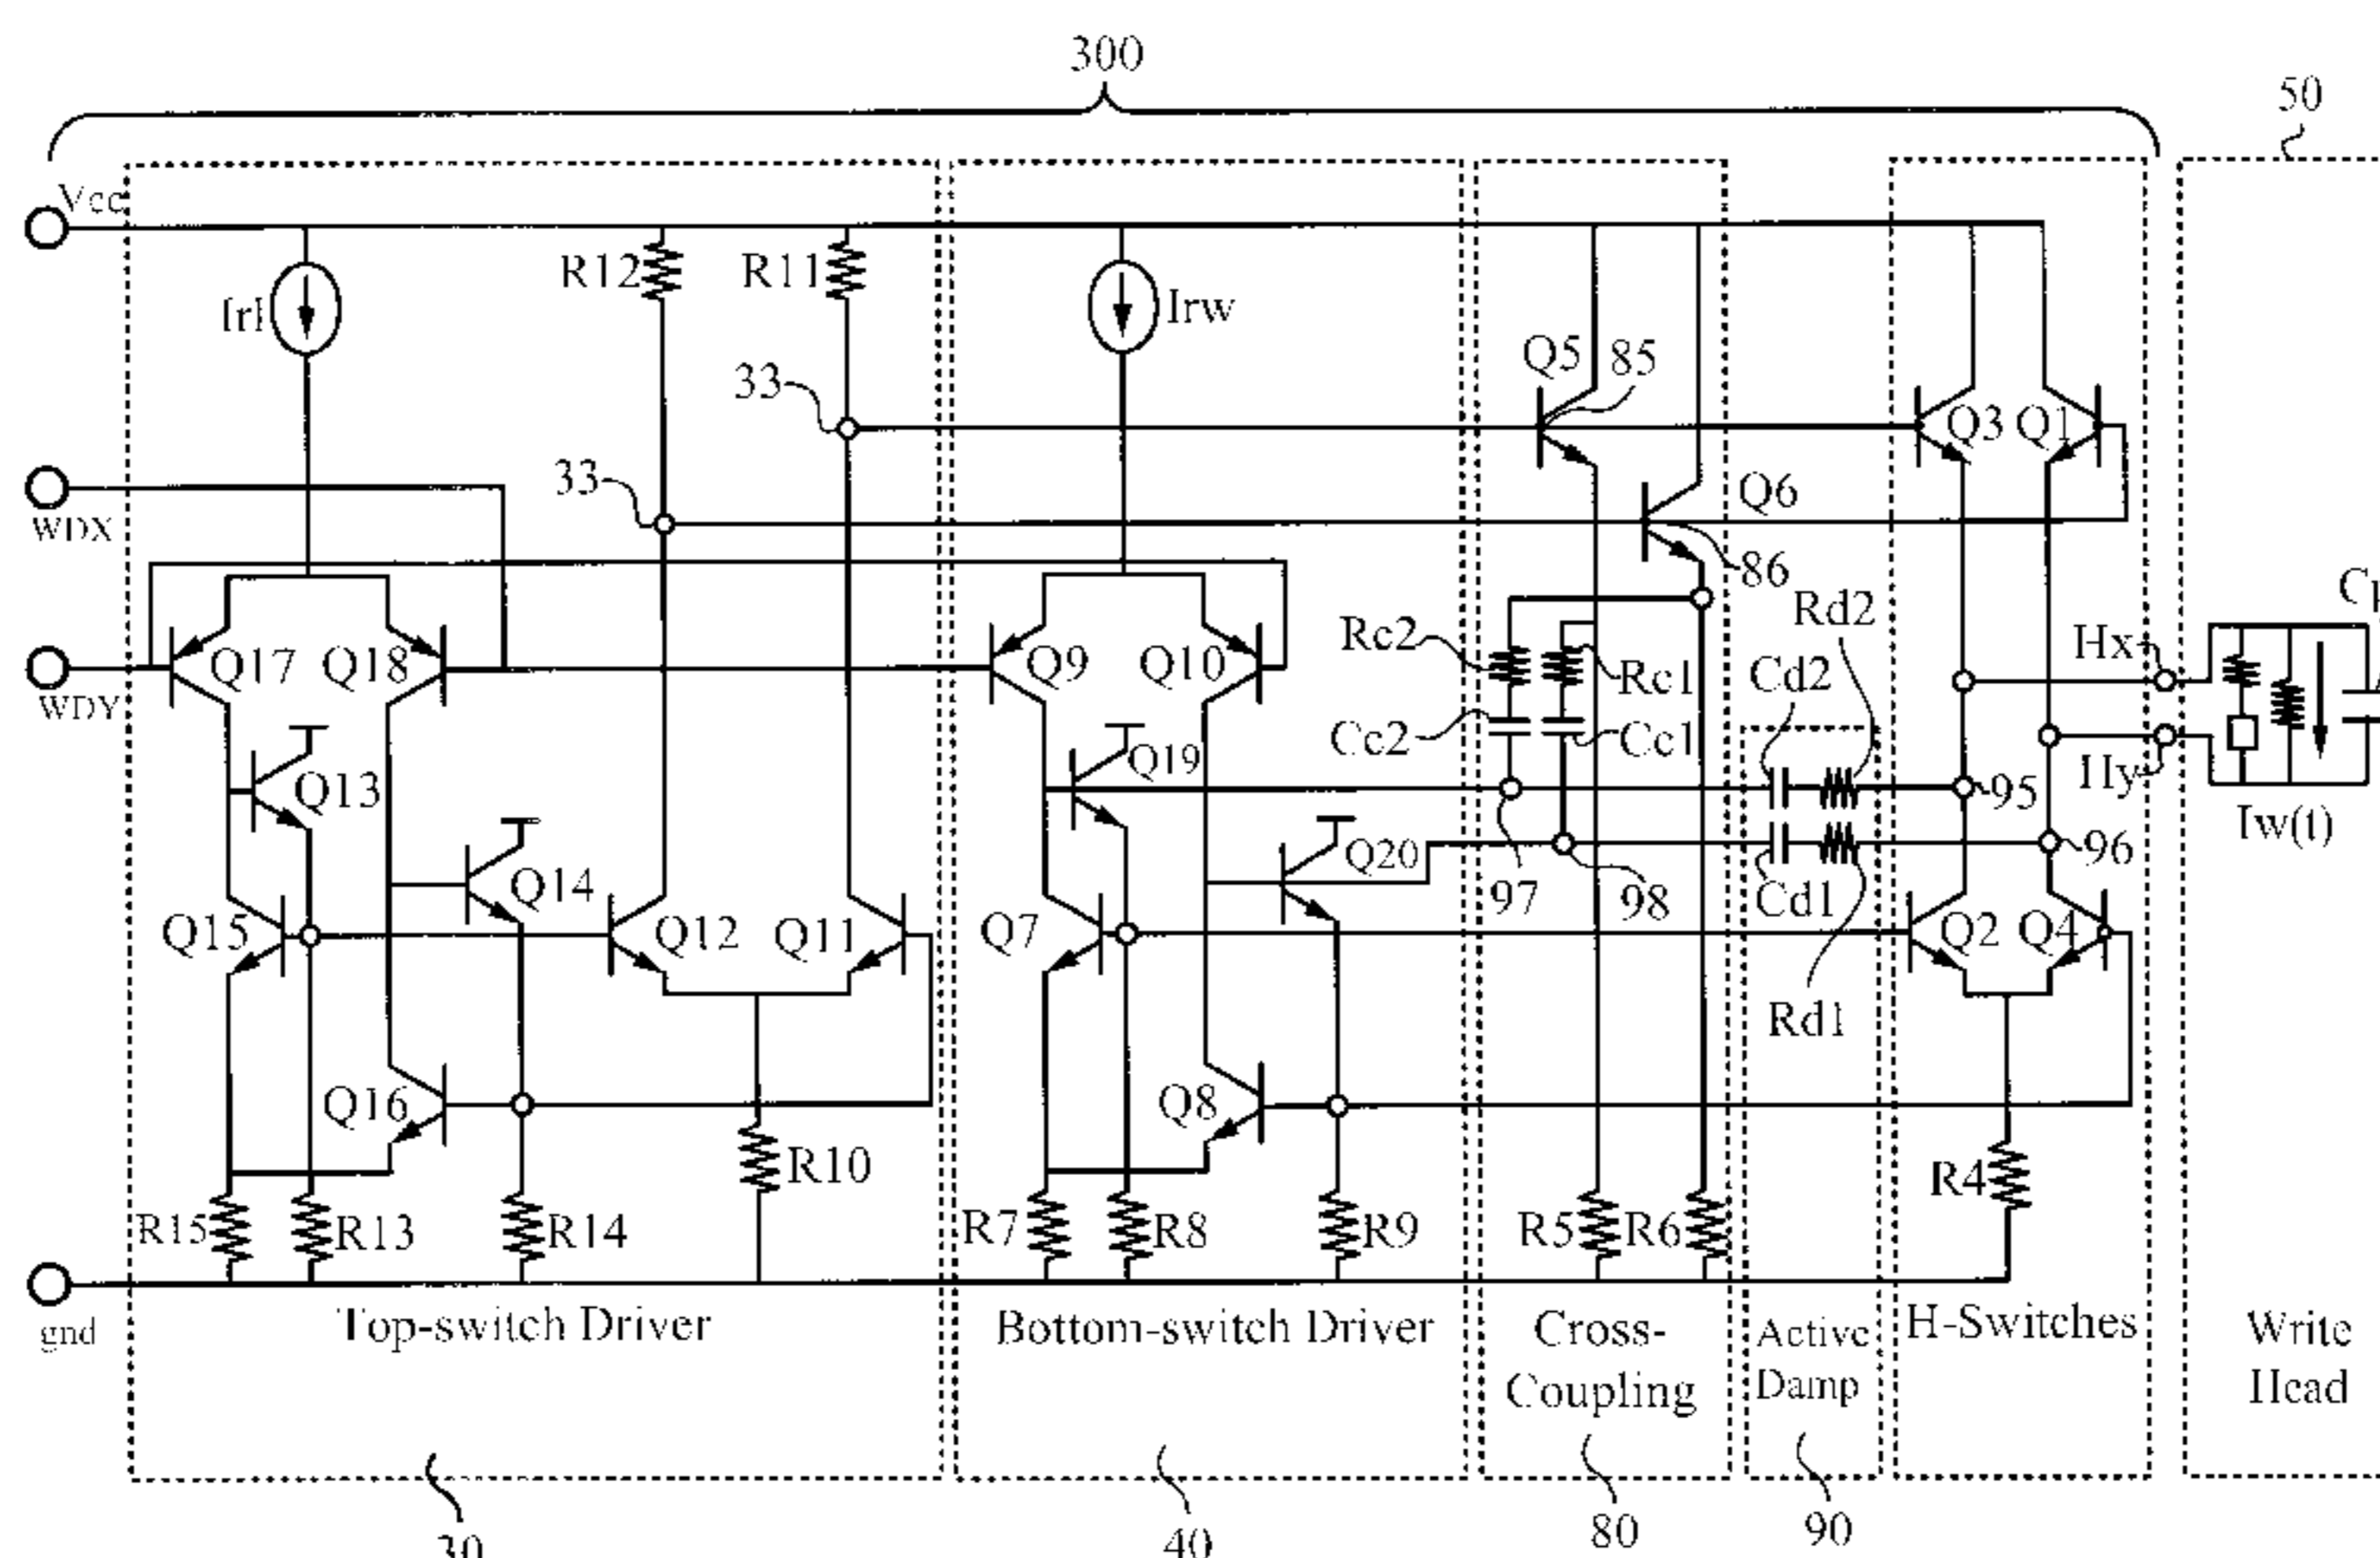 300
50
Vcc
R12
R11
Irl
Irw
Q5
85
33
Q3
Q1
33
Q6
WDX
86
Rd2
Rc2
Hx
Q17
Q18
Q9
Q10
Rc1
Cd2
WDY
Cc2
Cc1
Q19
Hy
Q13
95
Iw(t)
Q14
Q20
97
98
Cd1
96
Q15
Q12
Q11
Q7
Q2
Q4
Rd1
Q16
Q8
R10
R4
R15
R13
R14
R7
R8
R9
R5
R6
gnd
Top-switch Driver
Bottom-switch Driver
Cross-
Coupling
Active
Damp
H-Switches
Write
Head
30
40
80
90